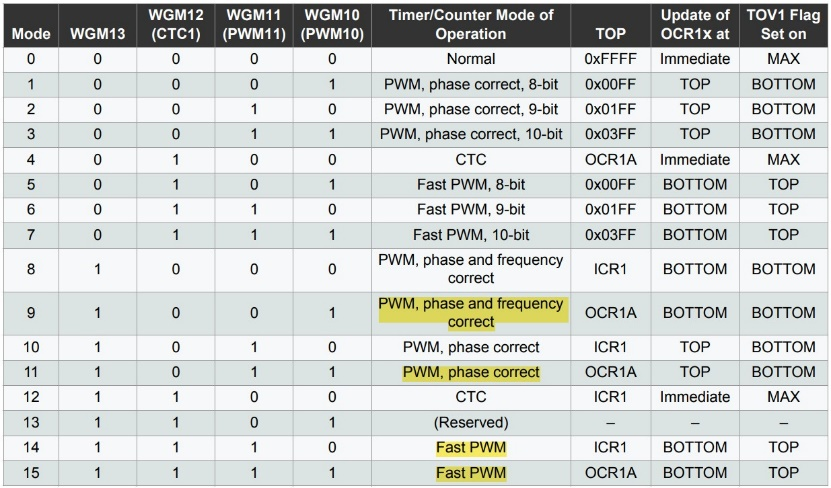 Mode WGM13 WGM12 (CTC1) WGM11 (PWM11) WGM10 (PWM10) Timer/Counter Mode of Operation TOP Update of OCR1x at TOV1 Flag Set on
0 0 0 0 0 Normal 0xFFFF Immediate MAX
1 0 0 0 1 PWM, phase correct, 8-bit 0x00FF TOP BOTTOM
2 0 0 1 0 PWM, phase correct, 9-bit 0x01FF TOP BOTTOM
3 0 0 1 1 PWM, phase correct, 10-bit 0x03FF TOP BOTTOM
4 0 1 0 0 CTC OCR1A Immediate MAX
5 0 1 0 1 Fast PWM, 8-bit 0x00FF BOTTOM TOP
6 0 1 1 0 Fast PWM, 9-bit 0x01FF BOTTOM TOP
7 0 1 1 1 Fast PWM, 10-bit 0x03FF BOTTOM TOP
8 1 0 0 0 PWM, phase and frequency correct ICR1 BOTTOM BOTTOM
9 1 0 0 1 PWM, phase and frequency correct OCR1A BOTTOM BOTTOM
10 1 0 1 0 PWM, phase correct ICR1 TOP BOTTOM
11 1 0 1 1 PWM, phase correct OCR1A TOP BOTTOM
12 1 1 0 0 CTC ICR1 Immediate MAX
13 1 1 0 1 (Reserved) – – –
14 1 1 1 0 Fast PWM ICR1 BOTTOM TOP
15 1 1 1 1 Fast PWM OCR1A BOTTOM TOP